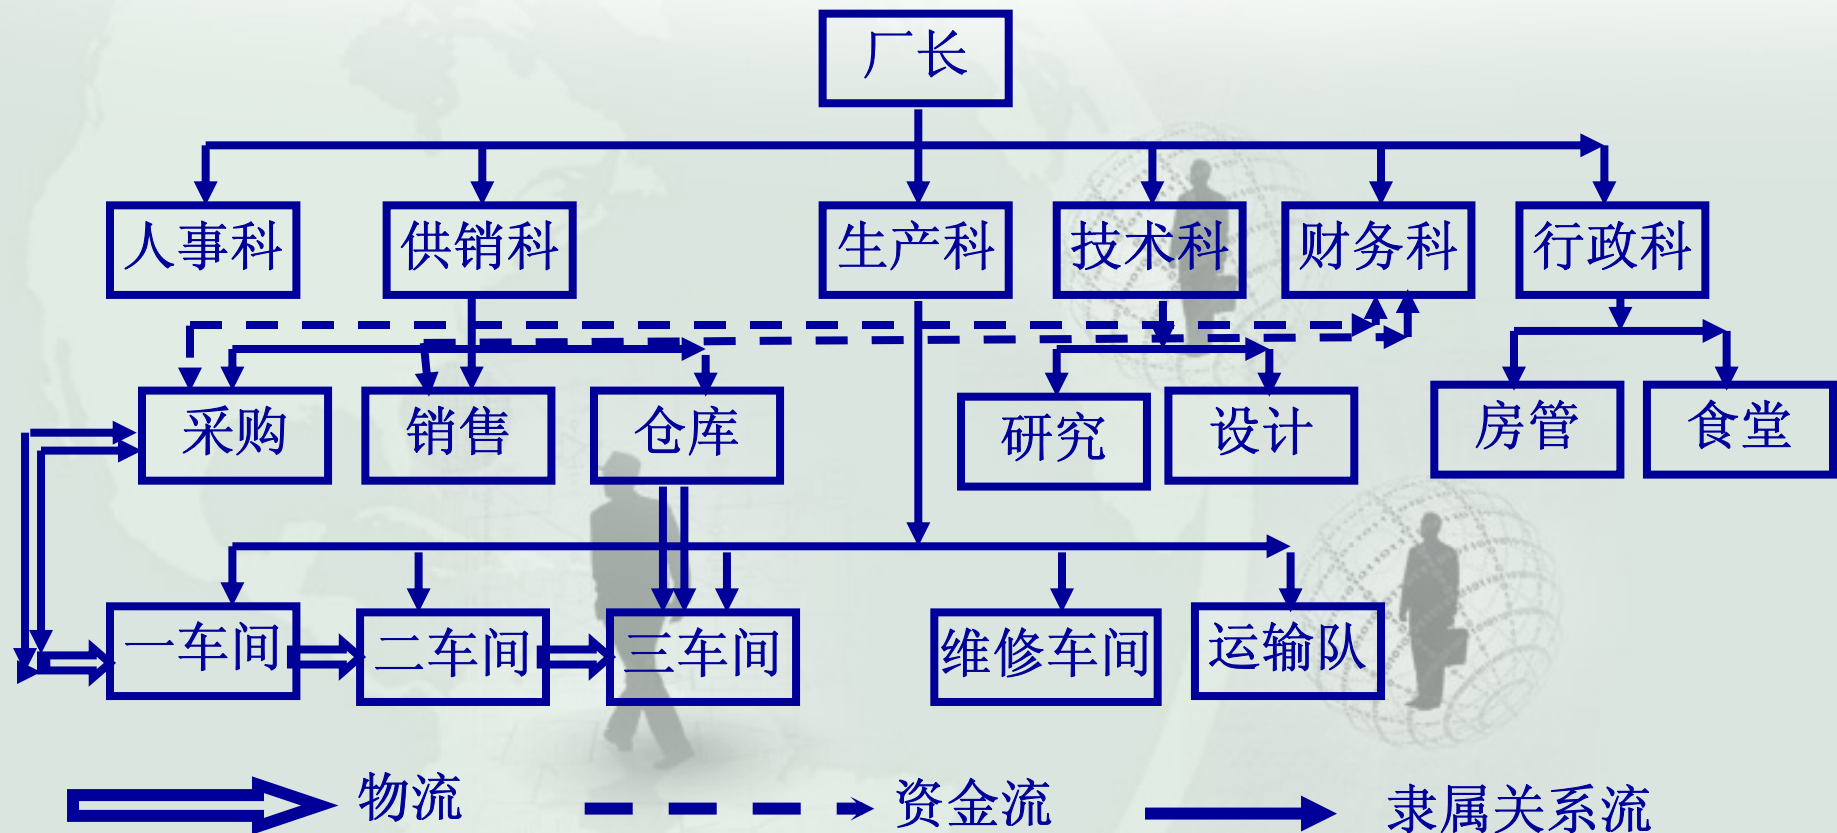 厂长
人事科
供销科
生产科
技术科
财务科
行政科
采购
销售
仓库
研究
设计
房管
食堂
一车间
二车间
三车间
维修车间
运输队
物流
资金流
隶属关系流